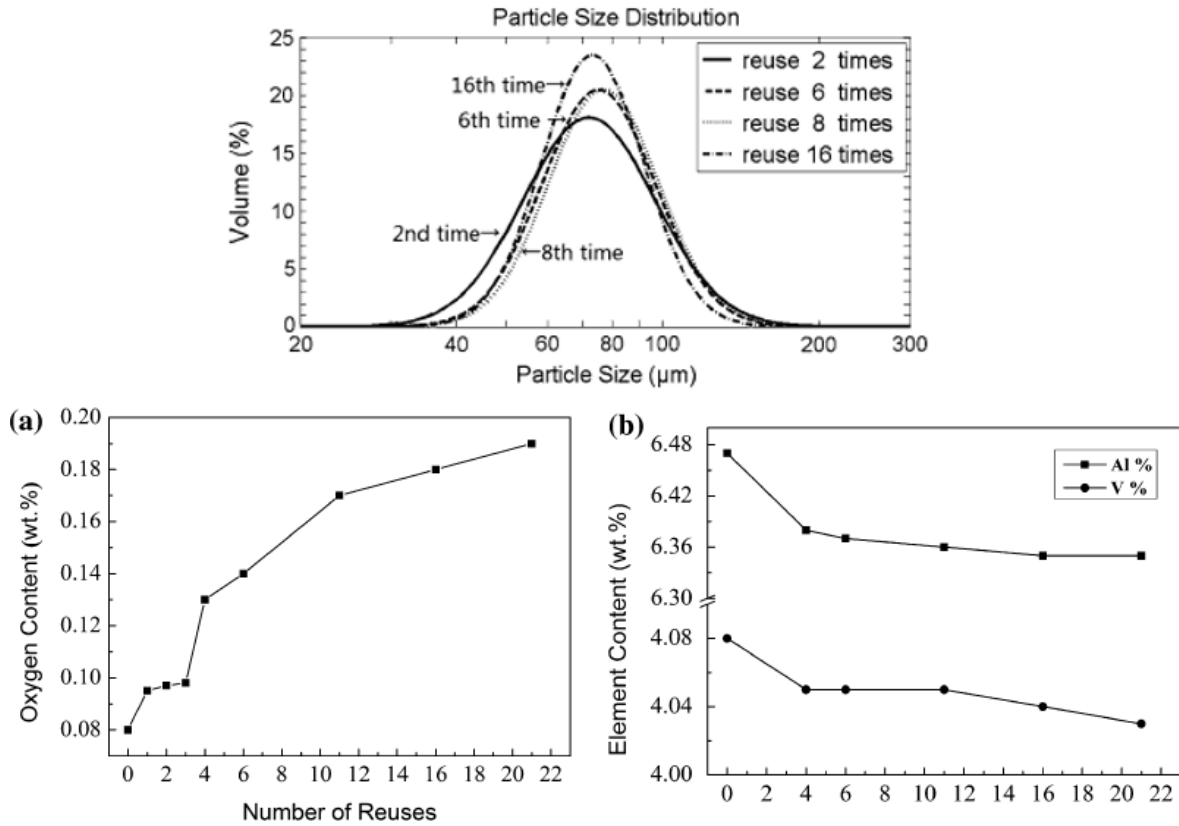 Particle Size Distribution
25
20
15
10
5
0
Volume (%)
16th time
6th time
2nd time
8th time
reuse 2 times
reuse 6 times
reuse 8 times
reuse 16 times
20 40 60 80 100 200 300
Particle Size (µm)
(a)
0.20
0.18
0.16
0.14
0.12
0.10
0.08
Oxygen Content (wt.%)
0 2 4 6 8 10 12 14 16 18 20 22
Number of Reuses
(b)
6.48
6.42
6.36
6.30
4.08
4.04
4.00
Element Content (wt.%)
Al %
V %
0 2 4 6 8 10 12 14 16 18 20 22